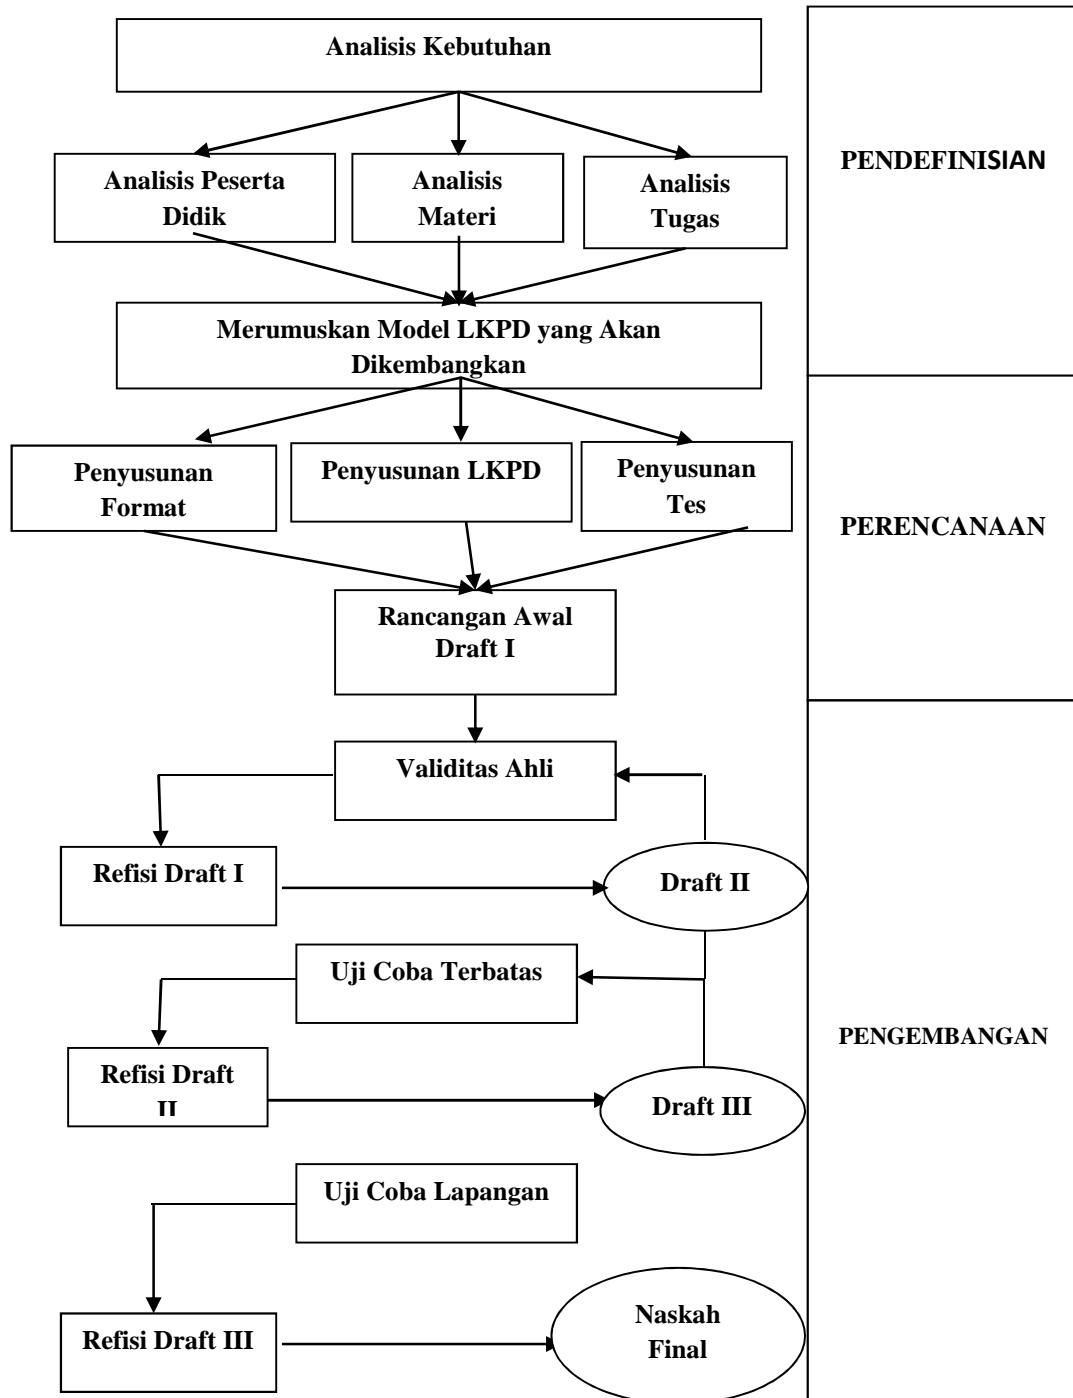 Analisis Kebutuhan
PENDEFINISIAN
Analisis Peserta
Didik
Analisis
Materi
Analisis
Tugas
Merumuskan Model LKPD yang Akan
Dikembangkan
Penyusunan
Format
Penyusunan LKPD
Penyusunan
Tes
PERENCANAAN
Rancangan Awal
Draft I
Validitas Ahli
Refisi Draft I
Draft II
Uji Coba Terbatas
PENGEMBANGAN
Refisi Draft
II
Draft III
Uji Coba Lapangan
Refisi Draft III
Naskah
Final